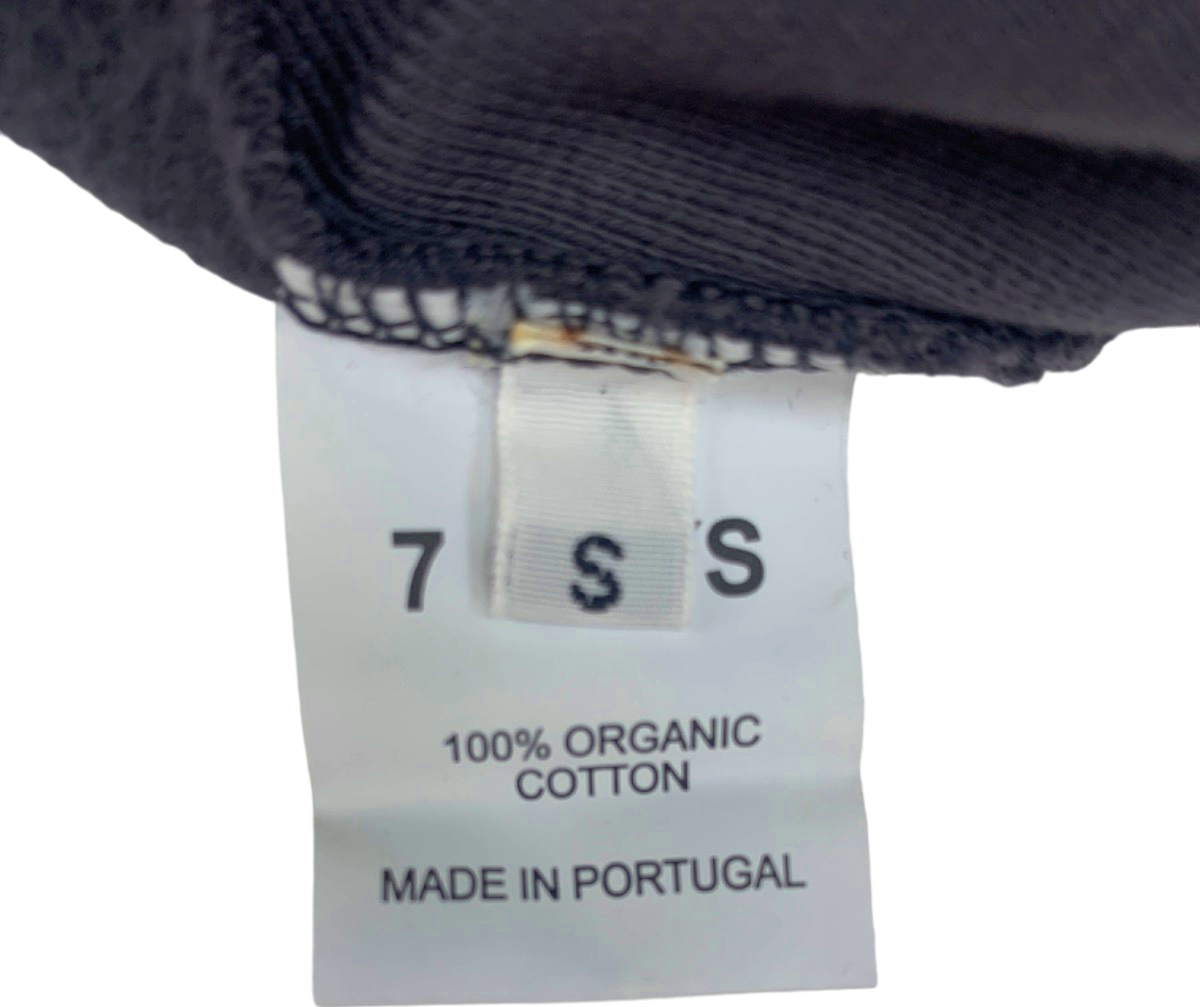 7 S 'S
100% ORGANIC
COTTON
MADE IN PORTUGAL